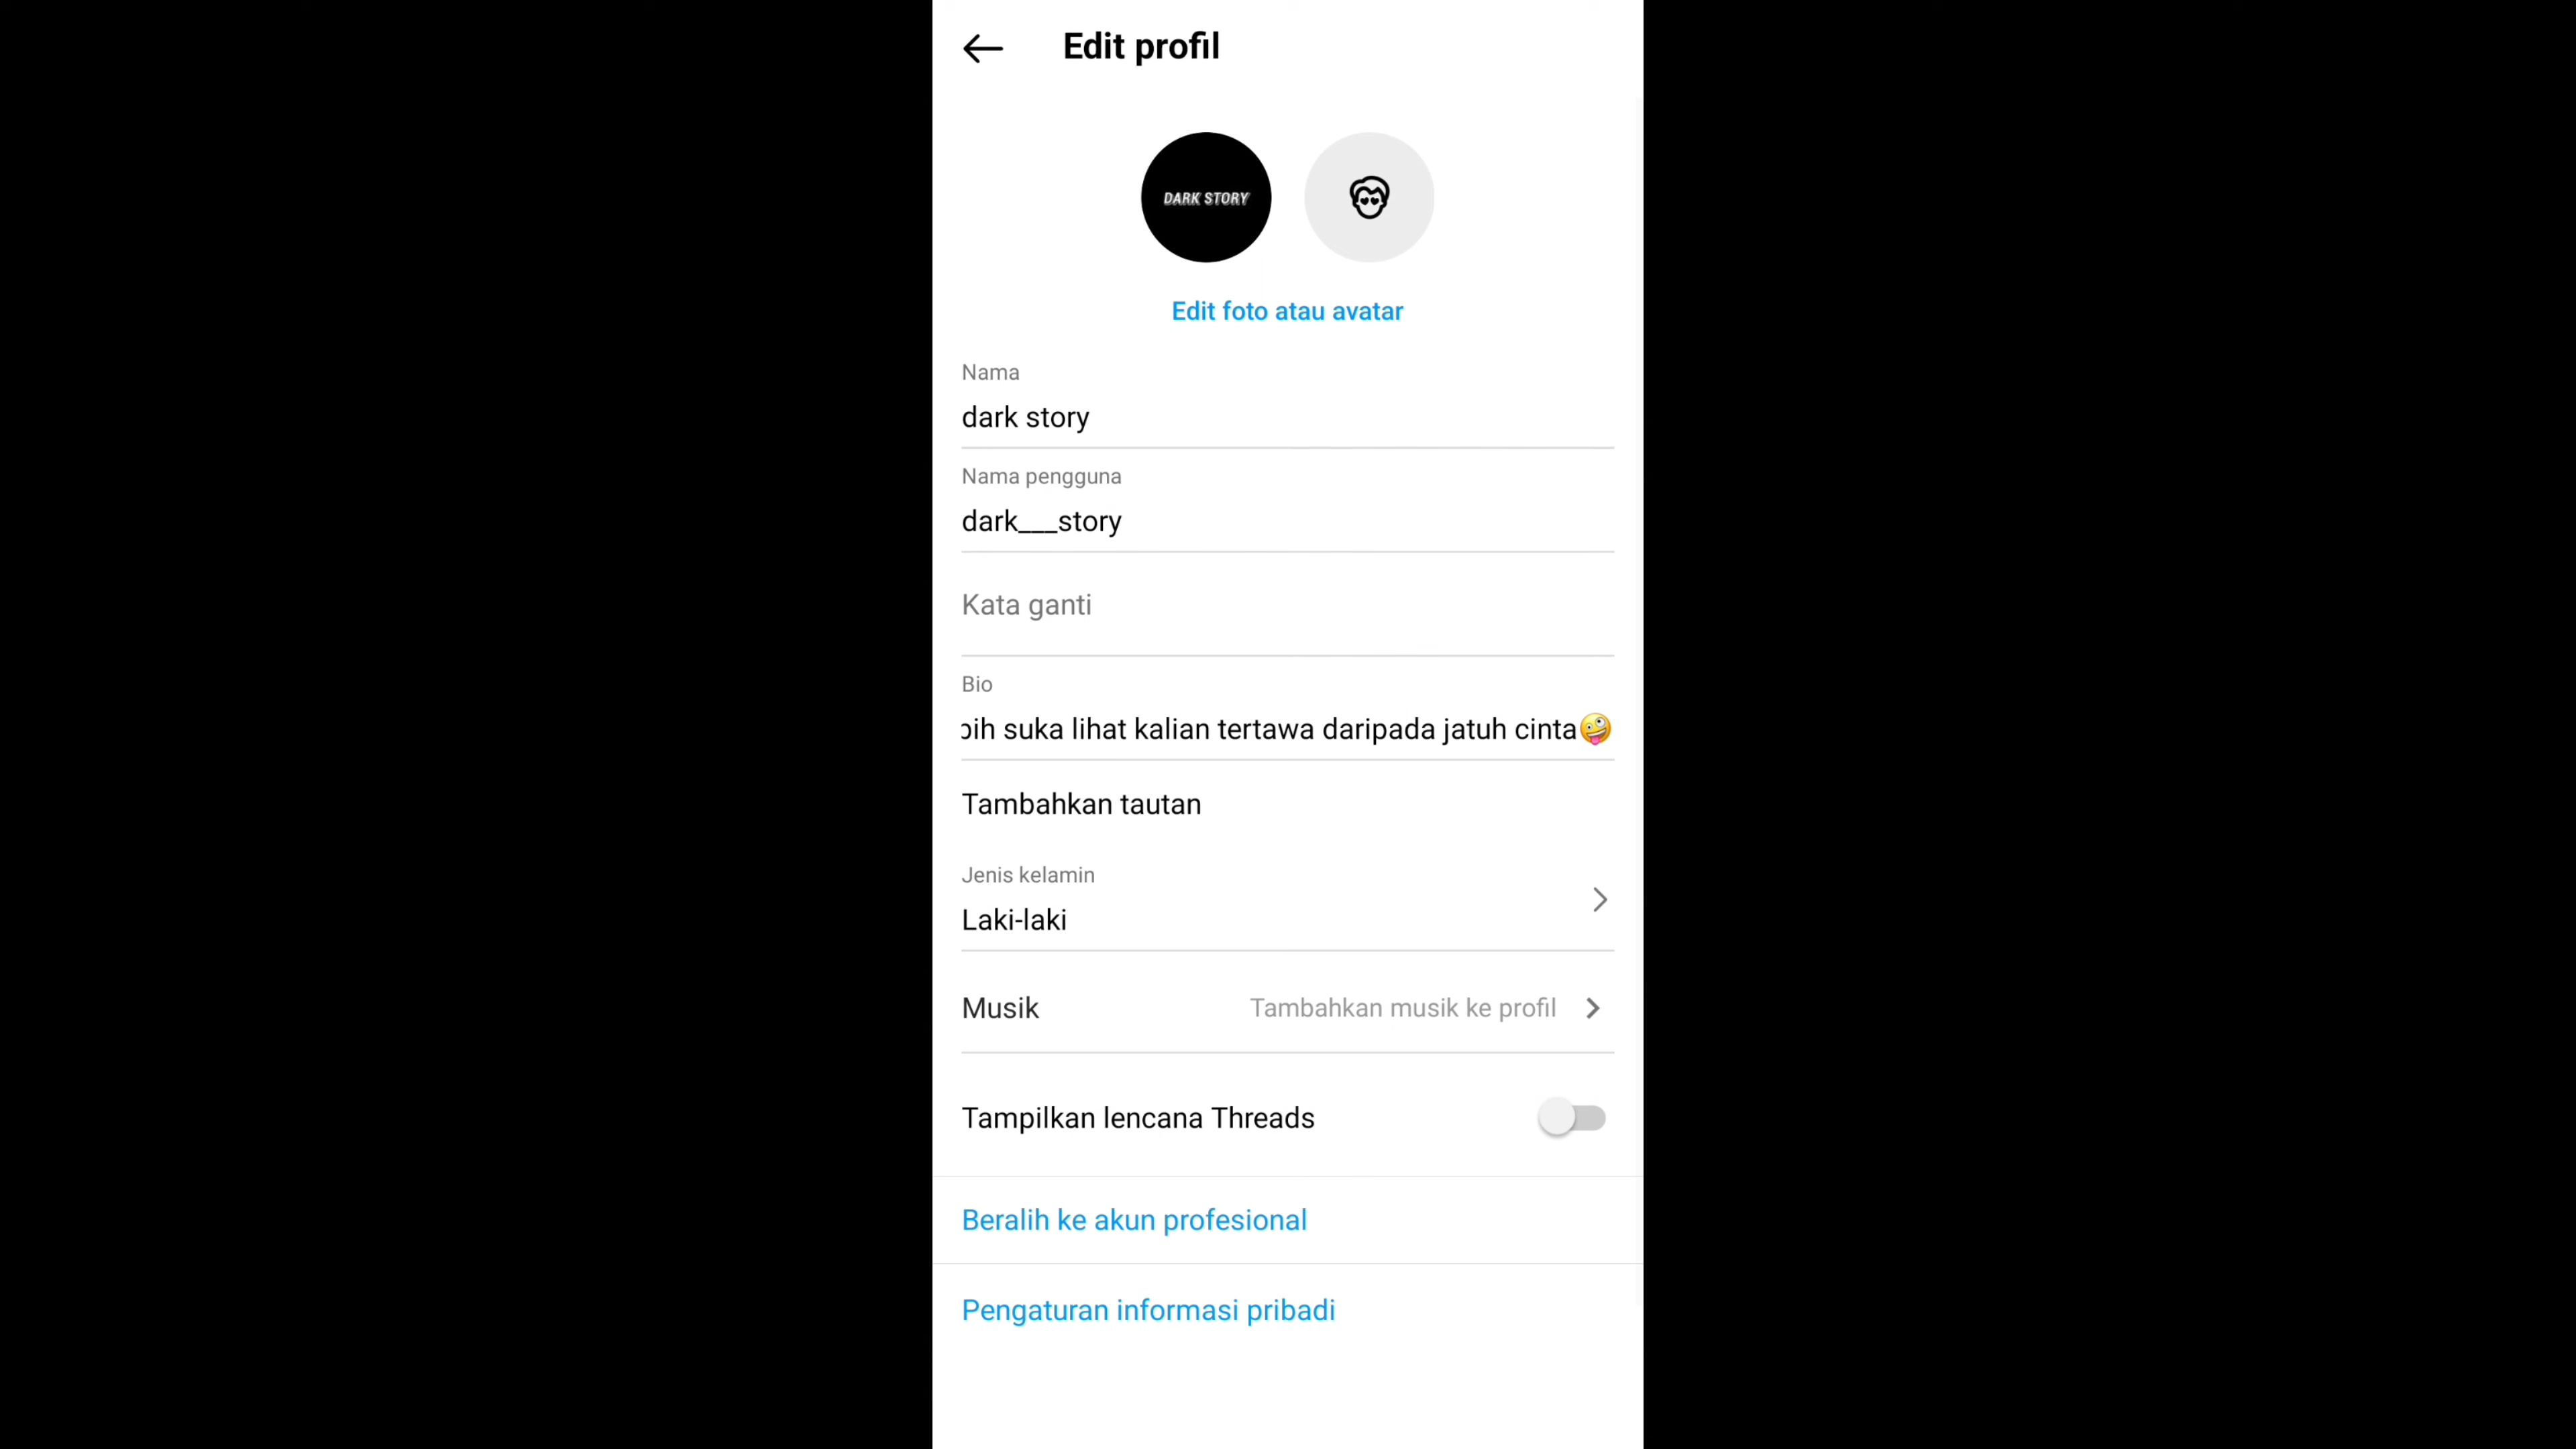 Edit profil
DARK STORY
Edit foto atau avatar
Nama
dark story
Nama pengguna
dark___story
Kata ganti
Bio
suka lihat kalian tertawa daripada jatuh cinta🤪
Tambahkan tautan
Jenis kelamin
Laki-laki
Musik
Tambahkan musik ke profil
Tampilkan lencana Threads
Beralih ke akun profesional
Pengaturan informasi pribadi